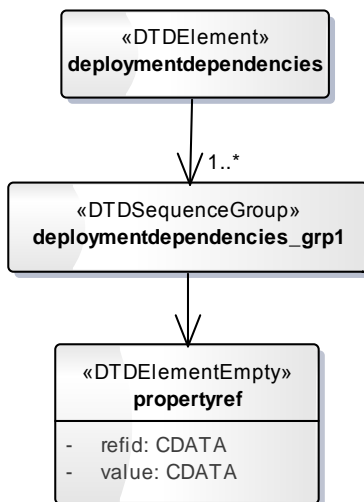 «DTDElement»
deploymentdependencies
1..*
«DTDSequenceGroup»
deploymentdependencies_grp1
«DTDElementEmpty»
propertyref
- refid: CDATA
- value: CDATA